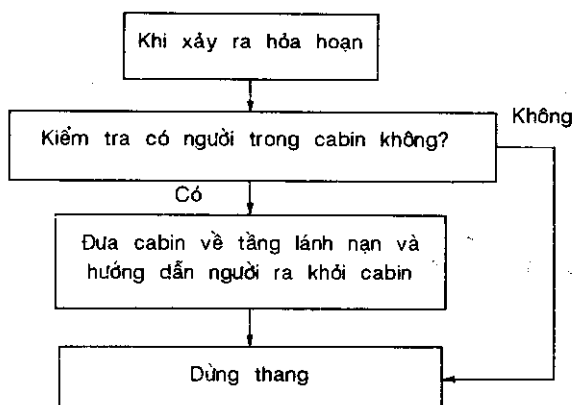 Khi xảy ra hỏa hoạn
Không
Kiểm tra có người trong cabin không?
Có
Đưa cabin về tầng lánh nạn và
hướng dẫn người ra khỏi cabin
Dừng thang